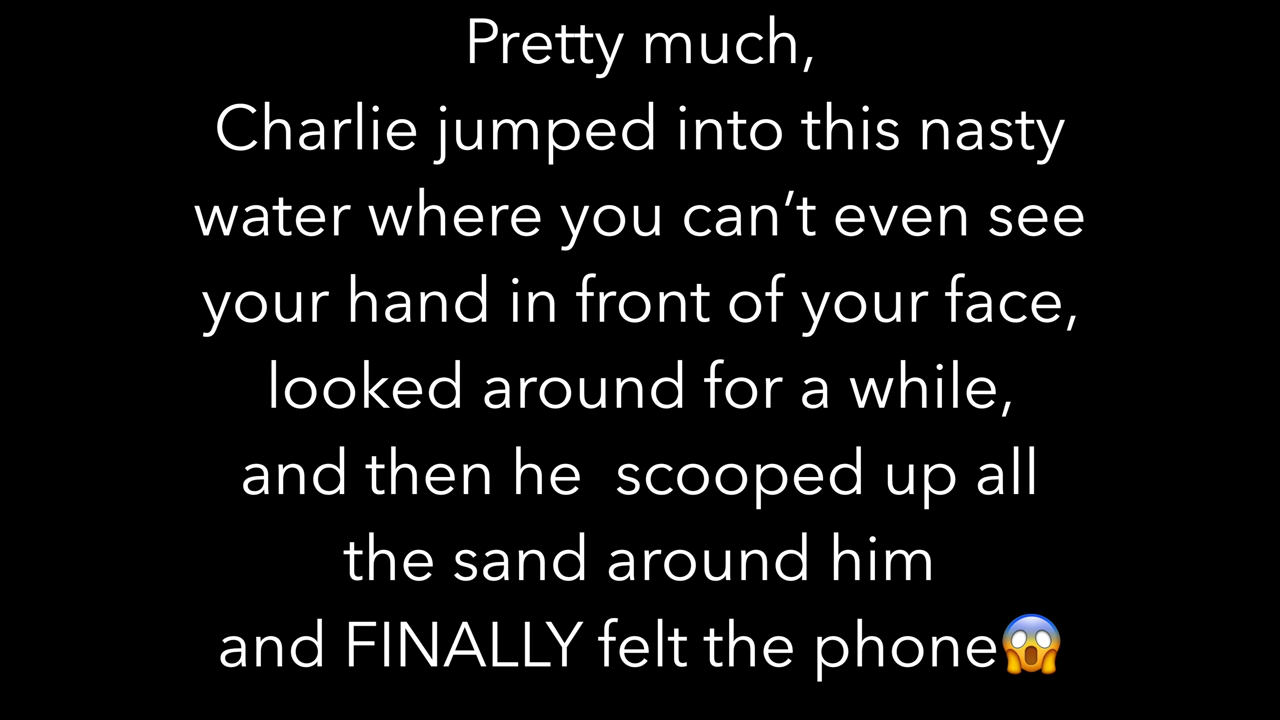 Pretty much,
Charlie jumped into this nasty
water where you can’t even see
your hand in front of your face,
looked around for a while,
and then he  scooped up all
the sand around him
and FINALLY felt the phone😱